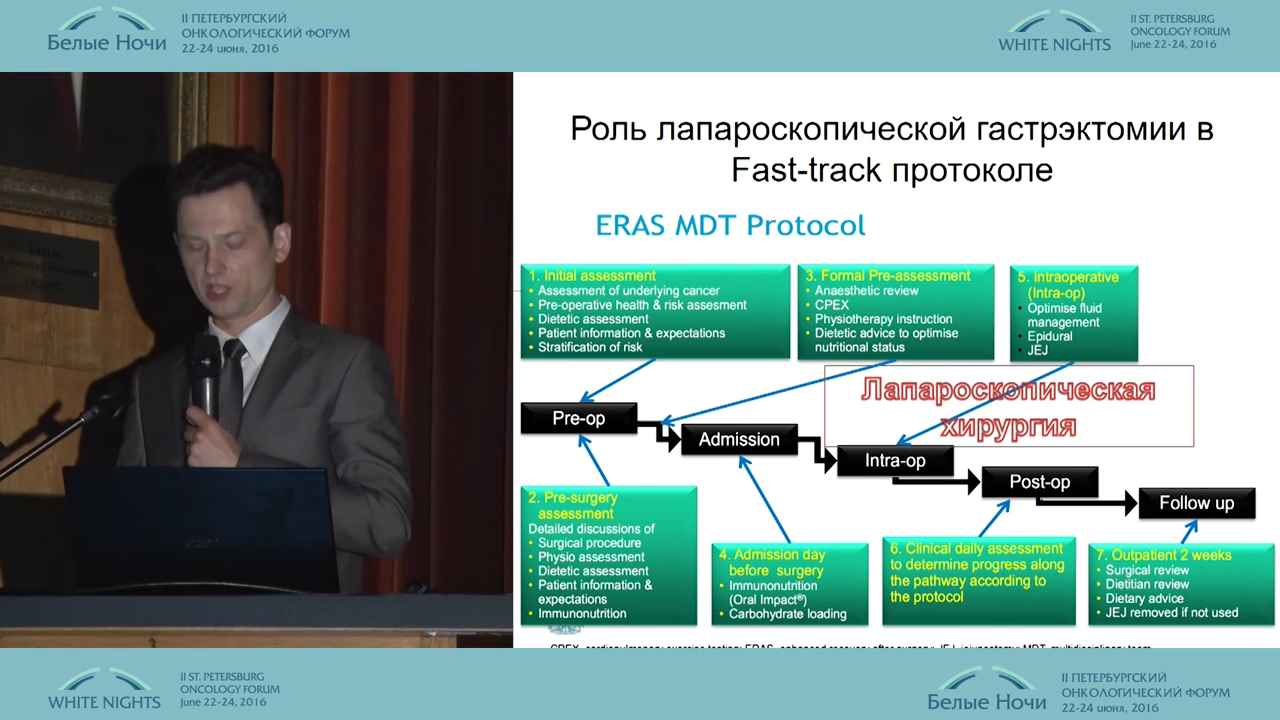 Белые Ночи
II ПЕТЕРБУРГСКИЙ
ОНКОЛОГИЧЕСКИЙ ФОРУМ
22-24 июня, 2016
WHITE NIGHTS
II ST. PETERSBURG
ONCOLOGY FORUM
June 22-24, 2016
Роль лапароскопической гастрэктомии в
Fast-track протоколе
ERAS MDT Protocol
1. Initial assessment
• Assessment of underlying cancer
• Pre-operative health & risk assesment
• Dietetic assessment
• Patient information & expectations
• Stratification of risk
3. Formal Pre-assessment
• Anaesthetic review
• CPEX
• Physiotherapy instruction
• Dietetic advice to optimise
nutritional status
5. Intraoperative
(Intra-op)
• Optimise fluid
management
• Epidural
• JEJ
Лапароскопическая
хирургия
Pre-op
Admission
Intra-op
Post-op
Follow up
2. Pre-surgery
assessment
Detailed discussions of
• Surgical procedure
• Physio assessment
• Dietetic assessment
• Patient information &
expectations
• Immunonutrition
4. Admission day
before surgery
• Immunonutrition
(Oral Impact®)
• Carbohydrate loading
6. Clinical daily assessment
to determine progress along
the pathway according to
the protocol
7. Outpatient 2 weeks
• Surgical review
• Dietitian review
• Dietary advice
• JEJ removed if not used
WHITE NIGHTS
II ST. PETERSBURG
ONCOLOGY FORUM
June 22-24, 2016
Белые Ночи
II ПЕТЕРБУРГСКИЙ
ОНКОЛОГИЧЕСКИЙ ФОРУМ
22-24 июня, 2016